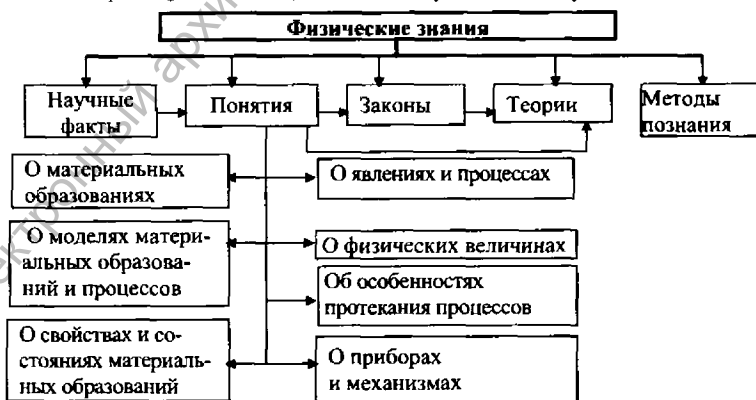 Физические знания
Научные
факты
Понятия
Законы
Теории
Методы
познания
О материальных
образованиях
О явлениях и процессах
О моделях матери-
альных образова-
ний и процессов
О физических величинах
Об особенностях
протекания процессов
О свойствах и со-
стояниях материаль-
ных образований
О приборах
и механизмах